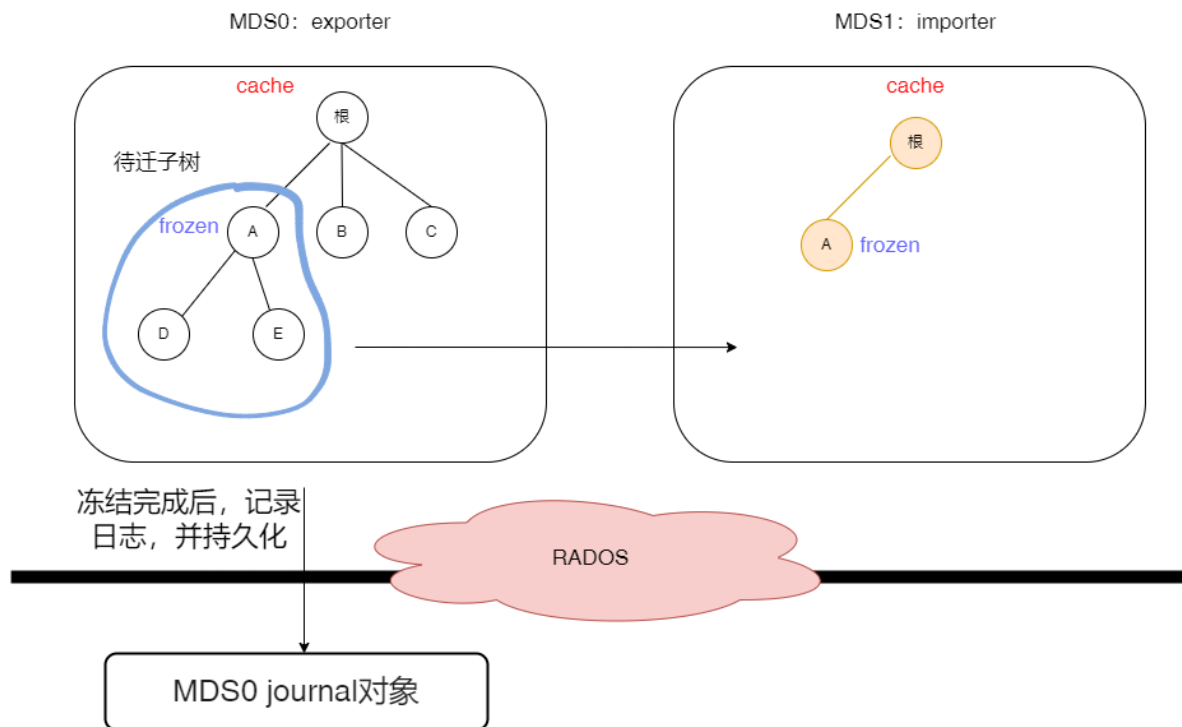 MDS0：exporter
MDS1：importer
cache
cache
根
根
待迁子树
frozen
A
B
C
A
frozen
D
E
冻结完成后，记录
日志，并持久化
RADOS
MDS0 journal对象